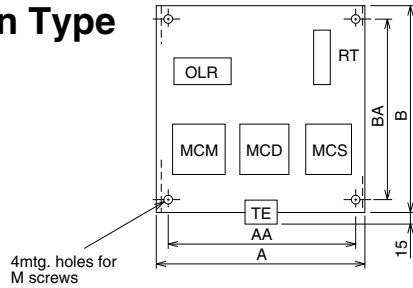 n Type
RT
OLR
BA
B
MCM
MCD
MCS
TE
AA
15
A
4mtg. holes for
M screws